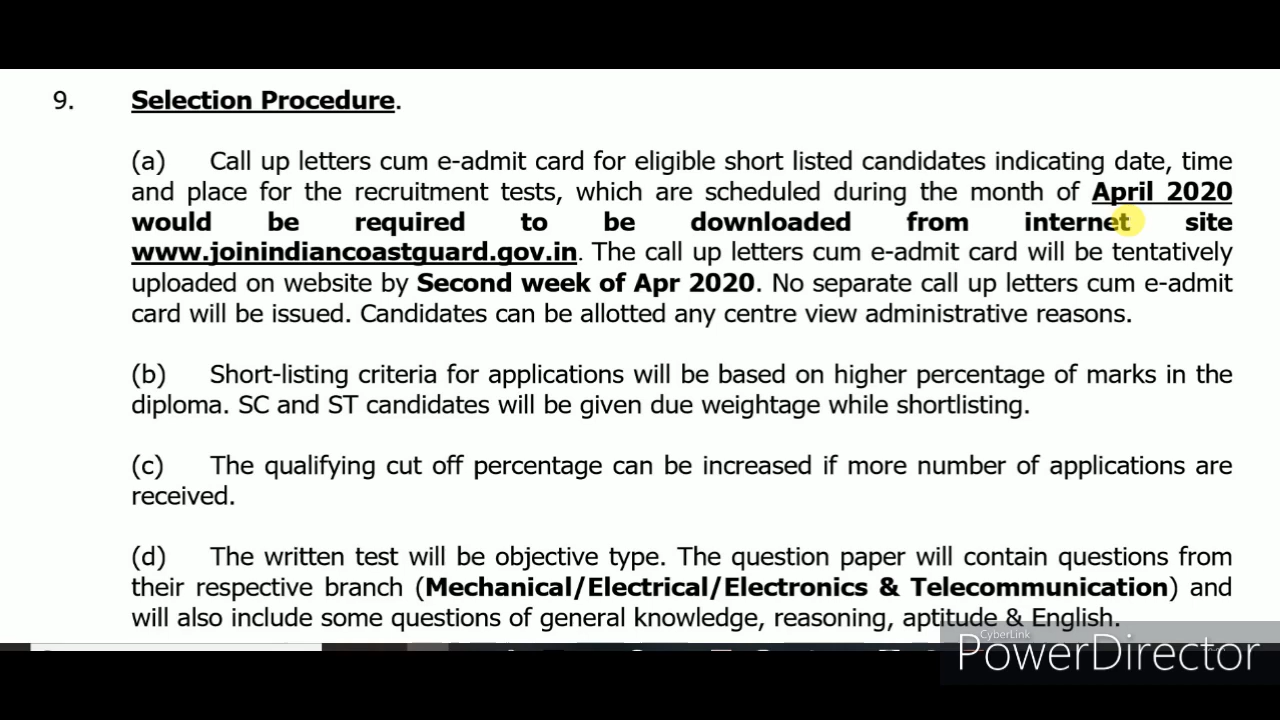 9. Selection Procedure.
(a) Call up letters cum e-admit card for eligible short listed candidates indicating date, time
and place for the recruitment tests, which are scheduled during the month of April 2020
would be required to be downloaded from internet site
www.joinindiancoastguard.gov.in. The call up letters cum e-admit card will be tentatively
uploaded on website by Second week of Apr 2020. No separate call up letters cum e-admit
card will be issued. Candidates can be allotted any centre view administrative reasons.
(b) Short-listing criteria for applications will be based on higher percentage of marks in the
diploma. SC and ST candidates will be given due weightage while shortlisting.
(c) The qualifying cut off percentage can be increased if more number of applications are
received.
(d) The written test will be objective type. The question paper will contain questions from
their respective branch (Mechanical/Electrical/Electronics & Telecommunication) and
will also include some questions of general knowledge, reasoning, aptitude & English.
CyberLink
PowerDirector